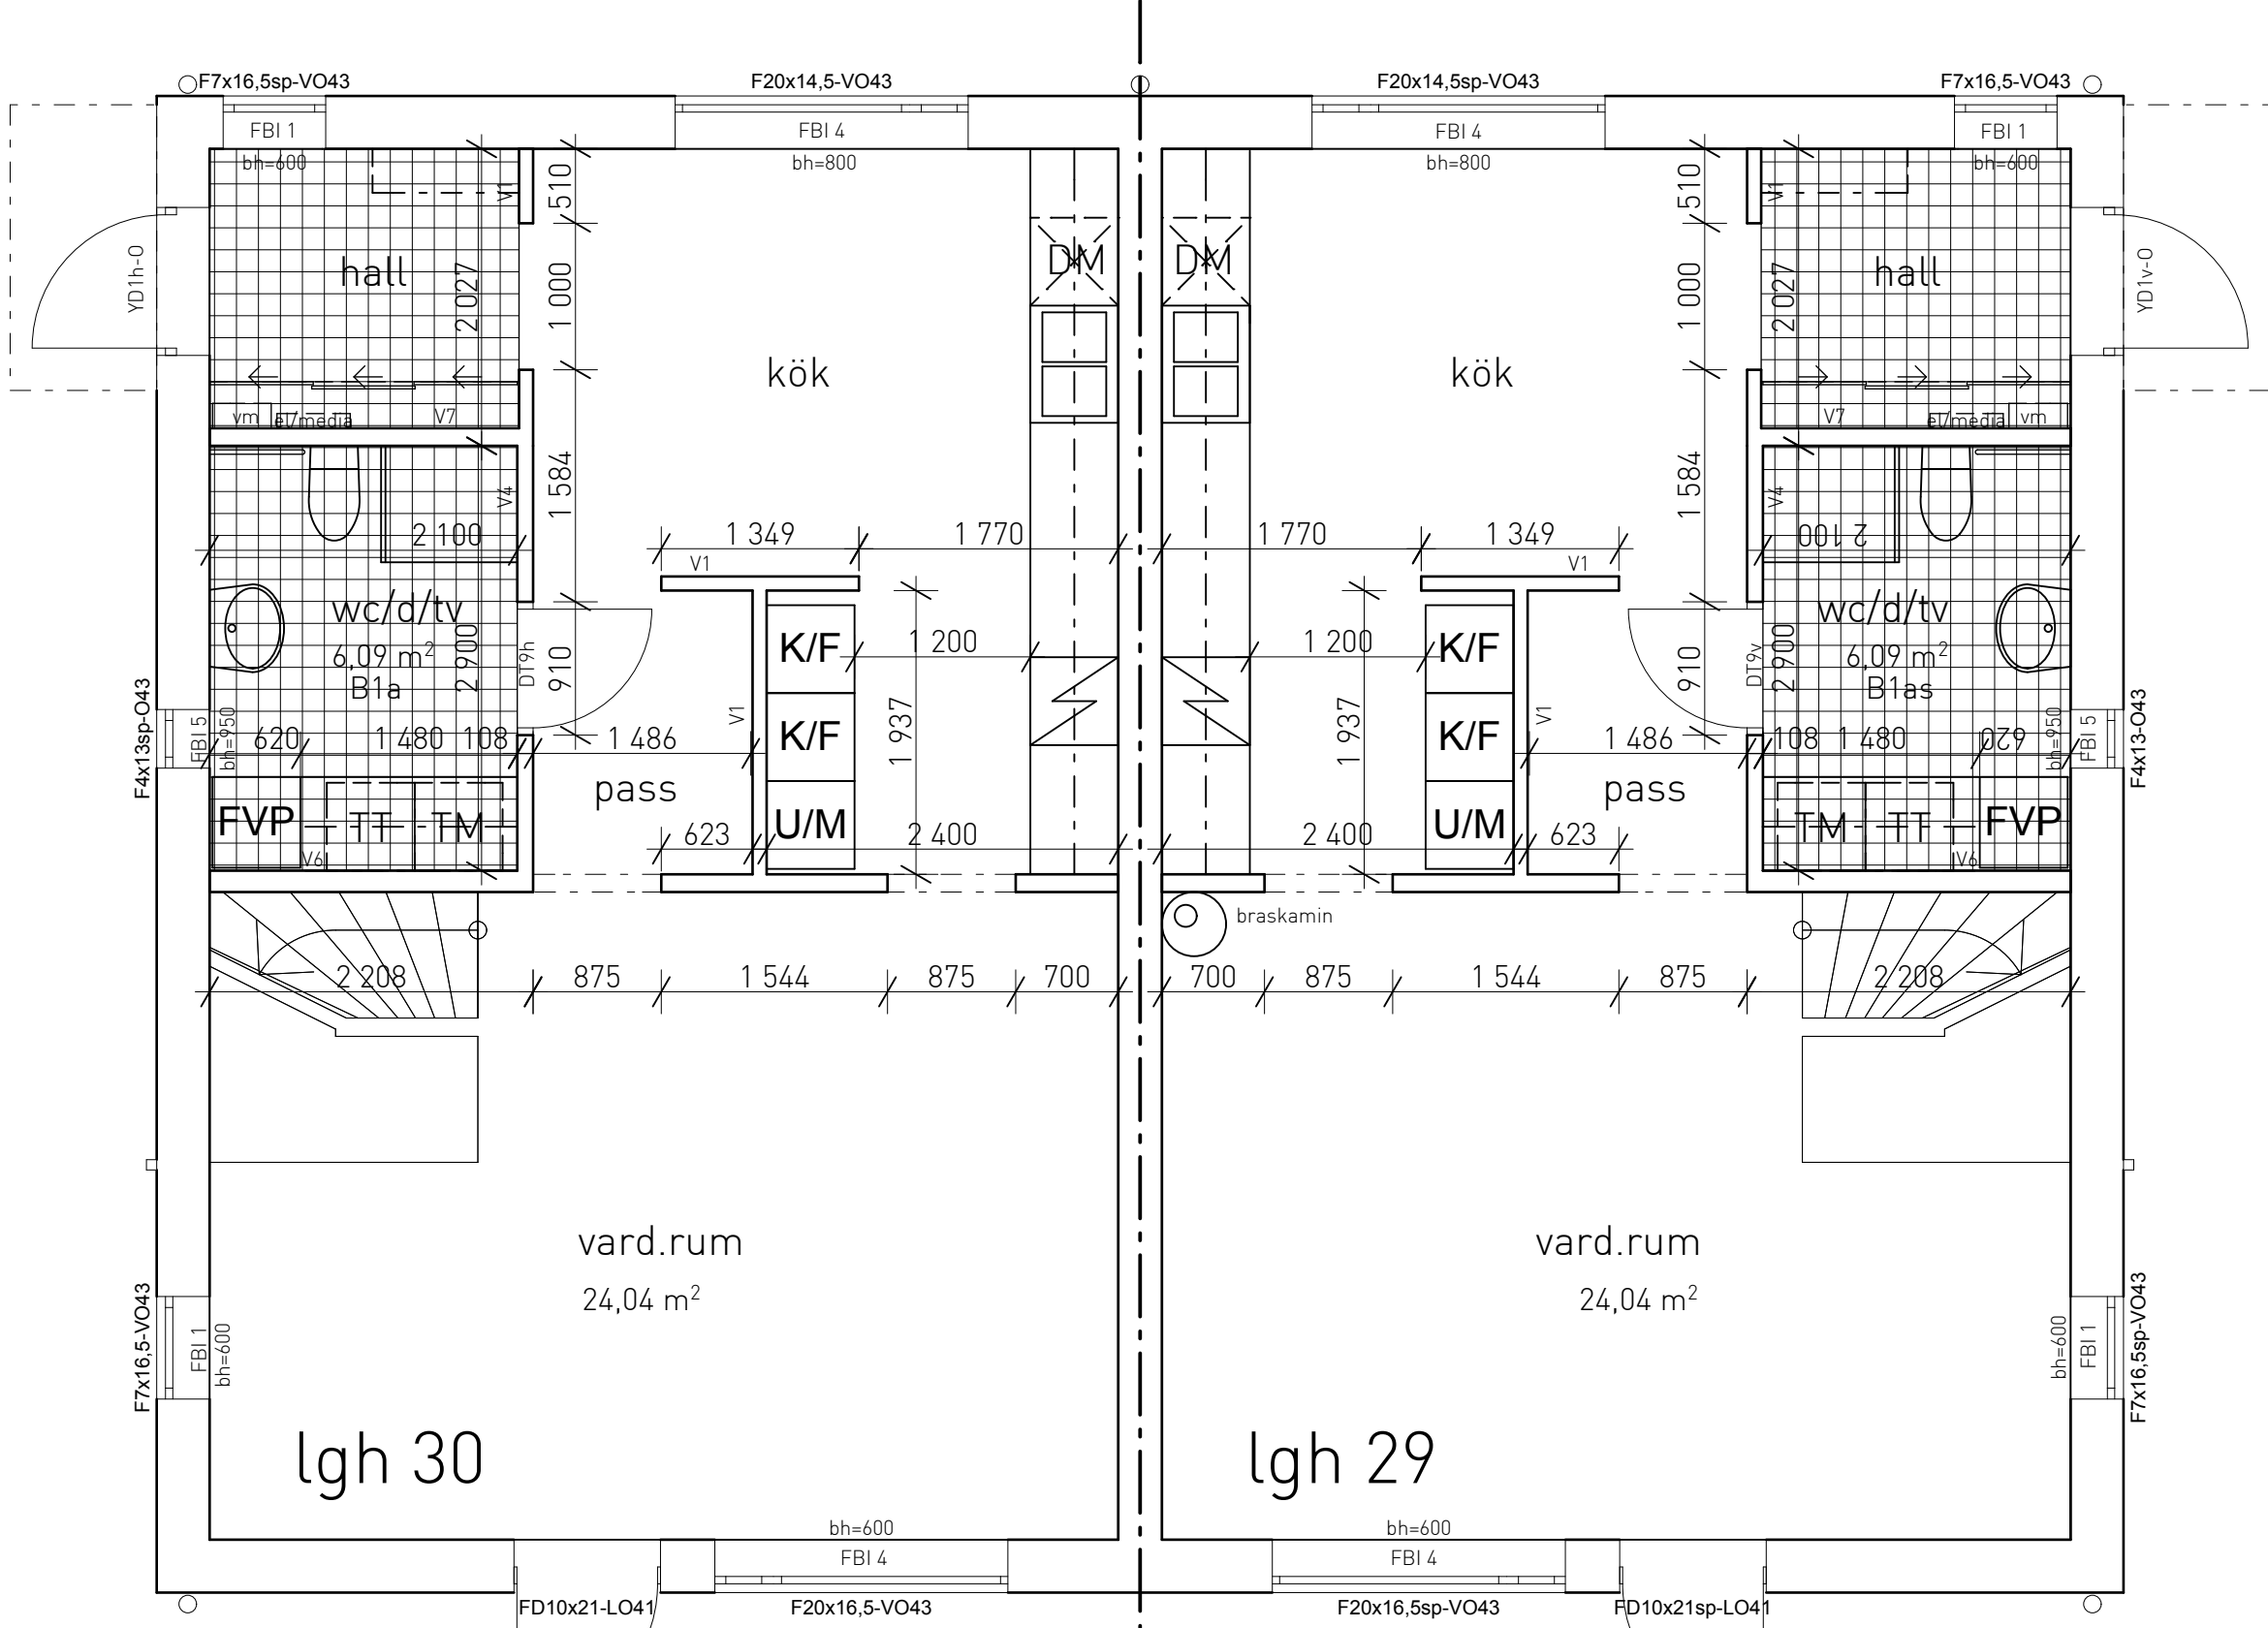 F7x16,5sp-VO43
F20x14,5-VO43
F20x14,5sp-VO43
F7x16,5-VO43
FBI 1
FBI 4
FBI 4
FBI 1
bh=600
bh=800
bh=800
bh=600
V1
510
510
V1
YD1h-O
hall
2 027
1 000
DM
DM
1 000
2 027
hall
YD1v-O
kök
kök
vm
el/media
V7
V7
el/media
vm
V4
1 584
1 584
V4
2 100
1 349
1 770
1 770
1 349
2 100
V1
V1
wc/d/tv
6,09 m²
B1a
2 900
DT9h
910
K/F
1 200
1 200
K/F
910
DT9v
2 900
wc/d/tv
6,09 m²
B1as
F4x13sp-O43
FBI 5
bh=950
620
1 480
108
1 486
V1
K/F
1 937
1 937
K/F
V1
1 486
108
1 480
620
bh=950
FBI 5
F4x13-O43
pass
pass
FVP
TT
TM
V6
623
U/M
2 400
2 400
U/M
623
TM
TT
FVP
V6
braskamin
2 208
875
1 544
875
700
700
875
1 544
875
2 208
vard.rum
24,04 m²
vard.rum
24,04 m²
F7x16,5-VO43
FBI 1
bh=600
bh=600
FBI 1
F7x16,5sp-VO43
lgh 30
lgh 29
bh=600
bh=600
FBI 4
FBI 4
FD10x21-LO41
F20x16,5-VO43
F20x16,5sp-VO43
FD10x21sp-LO41